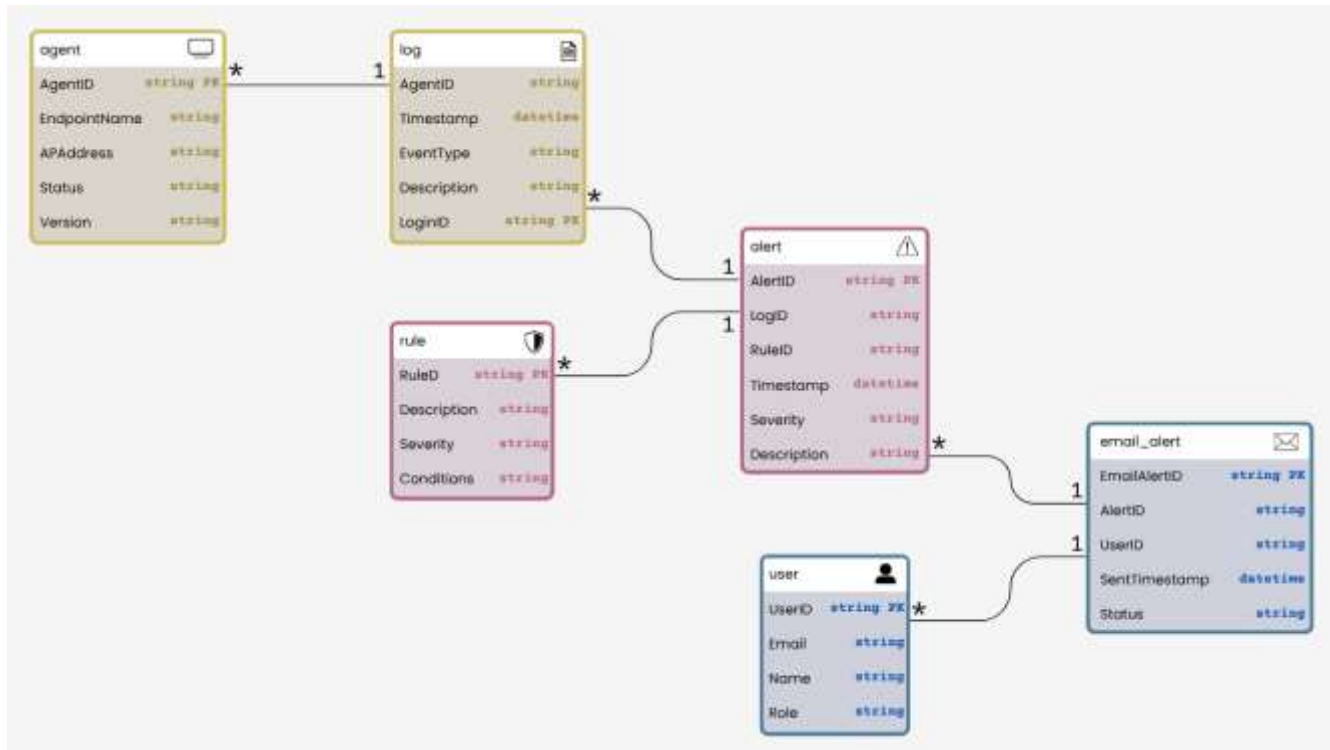 agent
AgentID string PK
EndpointName string
APAddress string
Status string
Version string
* 1
log
AgentID string
Timestamp datetime
EventType string
Description string
LoginID string PK
* 1
alert
AlertID string PK
LogID string
RuleID string
Timestamp datetime
Severity string
Description string
rule
RuleD string PK
Description string
Severity string
Conditions string
* 1
* 1
email_alert
EmailAlertID string PK
AlertID string
UserID string
SentTimestamp datetime
Status string
user
UserID string PK
Email string
Name string
Role string
* 1